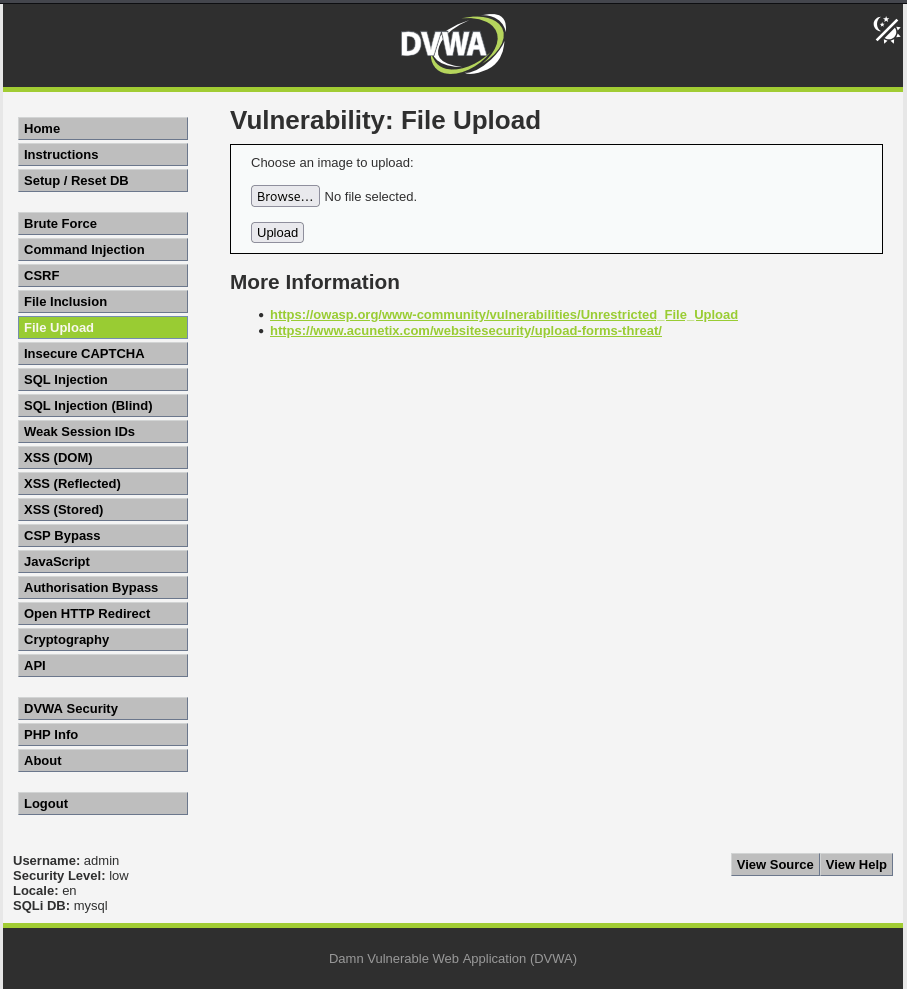 DVWA
Home
Instructions
Setup / Reset DB
Brute Force
Command Injection
CSRF
File Inclusion
File Upload
Insecure CAPTCHA
SQL Injection
SQL Injection (Blind)
Weak Session IDs
XSS (DOM)
XSS (Reflected)
XSS (Stored)
CSP Bypass
JavaScript
Authorisation Bypass
Open HTTP Redirect
Cryptography
API
DVWA Security
PHP Info
About
Logout
Vulnerability: File Upload
Choose an image to upload:
Browse... No file selected.
Upload
More Information
https://owasp.org/www-community/vulnerabilities/Unrestricted_File_Upload
https://www.acunetix.com/websitesecurity/upload-forms-threat/
Username: admin
Security Level: low
Locale: en
SQLi DB: mysql
View Source View Help
Damn Vulnerable Web Application (DVWA)